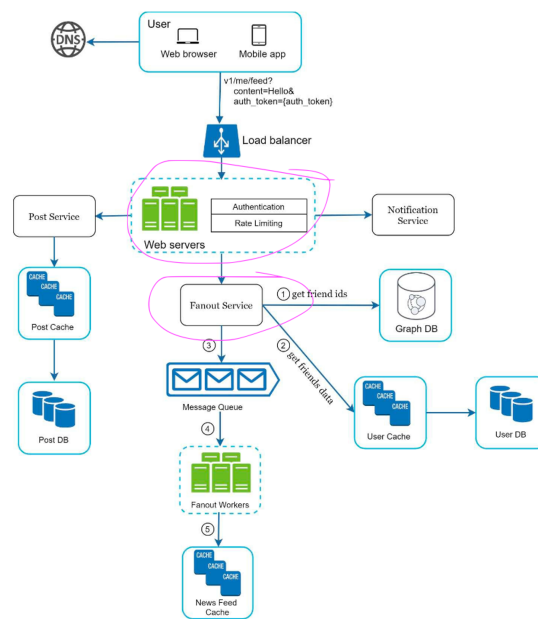 User
DNS
Web browser
Mobile app
v1/me/feed?
content=Hello&
auth_token={auth_token}
Load balancer
Post Service
Authentication
Rate Limiting
Web servers
Notification
Service
CACHE
CACHE
CACHE
Post Cache
Fanout Service
1 get friend ids
Graph DB
2 get friends data
3
Message Queue
CACHE
CACHE
CACHE
User Cache
User DB
Post DB
4
Fanout Workers
5
CACHE
CACHE
CACHE
News Feed
Cache